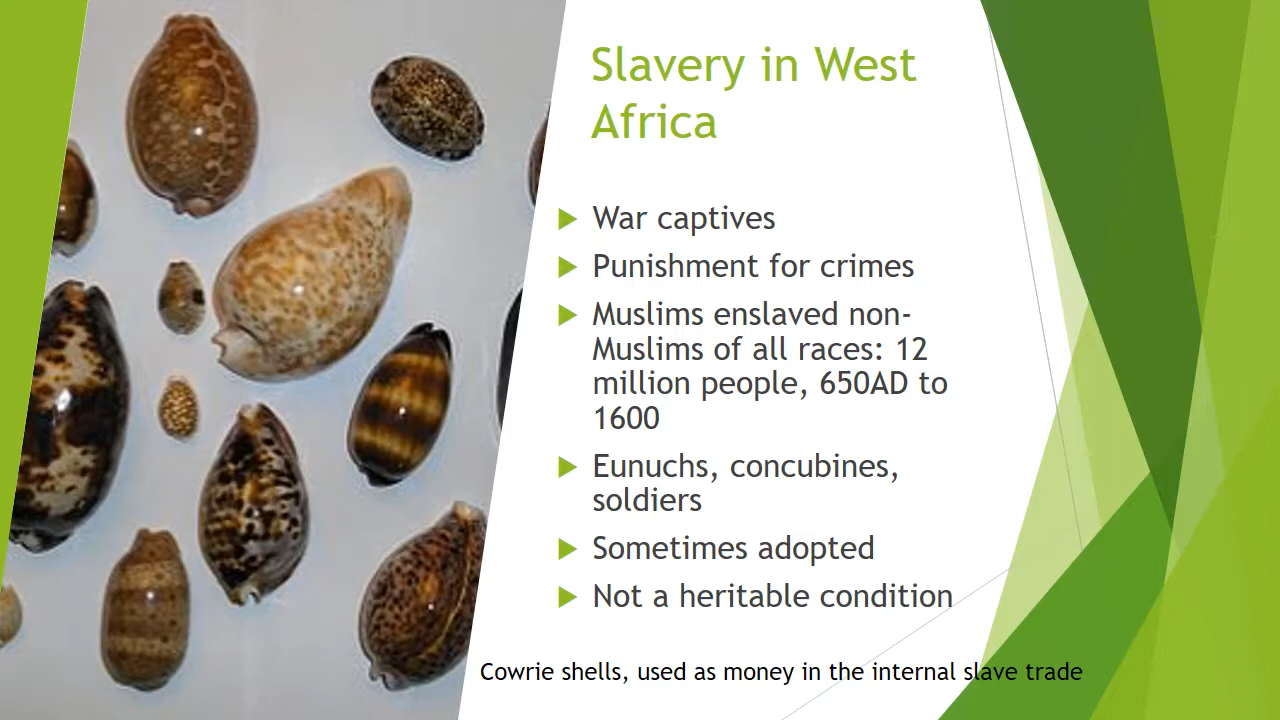 Slavery in West
Africa
War captives
Punishment for crimes
Muslims enslaved non-
Muslims of all races: 12
million people, 650AD to
1600
Eunuchs, concubines,
soldiers
Sometimes adopted
Not a heritable condition
Cowrie shells, used as money in the internal slave trade